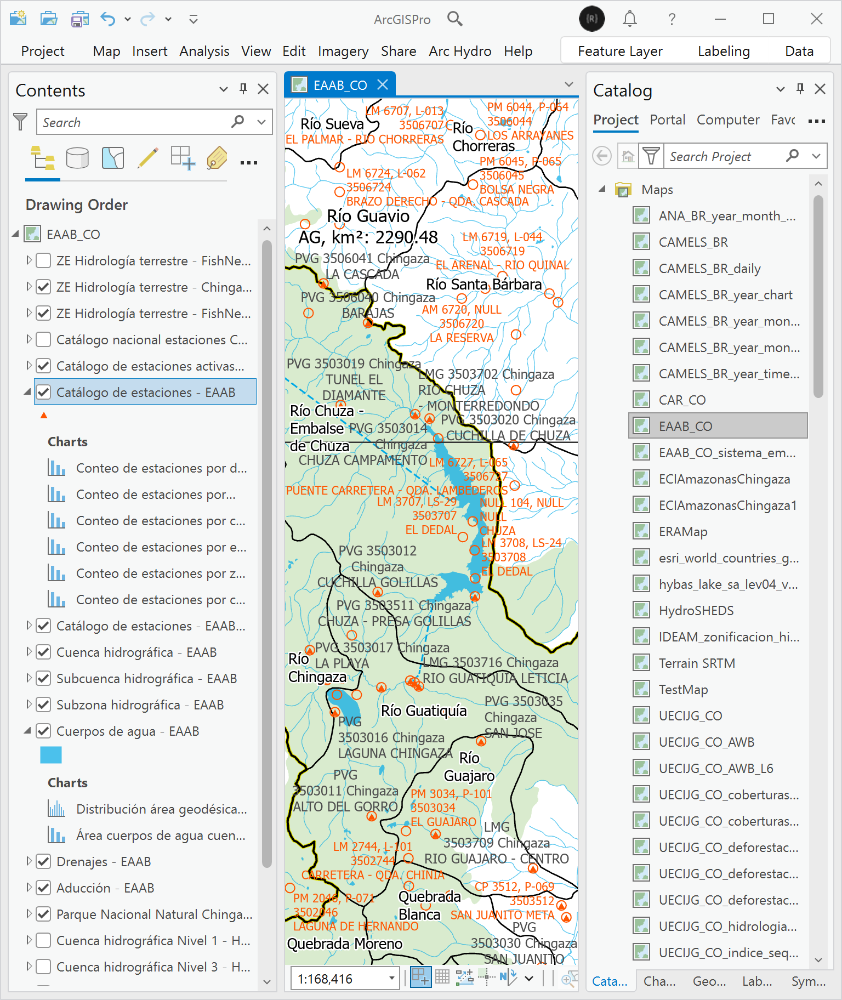 ArcGISPro
(R)
?
Project Map Insert Analysis View Edit Imagery Share Arc Hydro Help Feature Layer Labeling Data
Contents
Search
Drawing Order
EAAB_CO
ZE Hidrología terrestre - FishNe...
ZE Hidrología terrestre - Chinga...
ZE Hidrología terrestre - FishNe...
Catálogo nacional estaciones C...
Catálogo de estaciones activas...
Catálogo de estaciones - EAAB
Charts
Conteo de estaciones por d...
Conteo de estaciones por...
Conteo de estaciones por c...
Conteo de estaciones por e...
Conteo de estaciones por z...
Conteo de estaciones por c...
Catálogo de estaciones - EAAB...
Cuenca hidrográfica - EAAB
Subcuenca hidrográfica - EAAB
Subzona hidrográfica - EAAB
Cuerpos de agua - EAAB
Charts
Distribución área geodésica...
Área cuerpos de agua cuen...
Drenajes - EAAB
Aducción - EAAB
Parque Nacional Natural Chinga...
Cuenca hidrográfica Nivel 1 - H...
Cuenca hidrográfica Nivel 3 - H...
EAAB_CO
LM 6707, L-013
3506707
EL PALMAR - RIO CHORRERAS
Río Sueva
PM 6044, P-064
3506044
LOS ARRAYANES
Río
Chorreras
LM 6724, L-062
3506724
BRAZO DERECHO - QDA. CASCADA
PM 6045, P-065
3506045
BOLSA NEGRA
Río Guavio
AG, km²: 2290.48
LM 6719, L-044
3506719
EL ARENAL - RIO QUINAL
PVG 3506041 Chingaza
LA CASCADA
Río Santa Bárbara
PVG 3506040 Chingaza
BARAJAS
AM 6720, NULL
3506720
LA RESERVA
PVG 3503019 Chingaza
TUNEL EL
DIAMANTE
LMG 3503702 Chingaza
RIO CHUZA
- MONTERREDONDO
Río Chuza -
Embalse
de Chuza
PVG 3503014
Chingaza
CHUZA CAMPAMENTO
PVG 3503020 Chingaza
CUCHILLA DE CHUZA
LM 6727, L-065
3506727
PUENTE CARRETERA - QDA. LAMBEDEROS
LM 3707, LS-29
3503707
EL DEDAL
NULL 104, NULL
NULL
CHUZA
LM 3708, LS-24
3503708
EL DEDAL
PVG 3503012
Chingaza
CUCHILLA GOLILLAS
PVG 3503511 Chingaza
CHUZA - PRESA GOLILLAS
PVG 3503017 Chingaza
LA PLAYA
Río
Chingaza
LMG 3503716 Chingaza
RIO GUATIQUIA LETICIA
Río Guatiquía
PVG 3503035
Chingaza
SAN JOSE
PVG
3503016 Chingaza
LAGUNA CHINGAZA
Río
Guajaro
PVG
3503011 Chingaza
ALTO DEL GORRO
PM 3034, P-101
3503034
EL GUAJARO
LMG
3503709 Chingaza
RIO GUAJARO - CENTRO
LM 2744, L-101
3502744
CARRETERA - QDA. CHINIA
CP 3512, P-069
3503512
SAN JUANITO META
PM 2046, P-071
3502046
LAGUNA DE HERNANDO
Quebrada
Blanca
PVG
3503030 Chingaza
SAN JUANITO
Quebrada Moreno
1:168,416
N
Catalog
Project Portal Computer Favo
Search Project
Maps
ANA_BR_year_month_...
CAMELS_BR
CAMELS_BR_daily
CAMELS_BR_year_chart
CAMELS_BR_year_mon...
CAMELS_BR_year_mon...
CAMELS_BR_year_time...
CAR_CO
EAAB_CO
EAAB_CO_sistema_em...
ECIAmazonasChingaza
ECIAmazonasChingaza1
ERAMap
esri_world_countries_g...
hybas_lake_sa_lev04_v...
HydroSHEDS
IDEAM_zonificacion_hi...
Terrain SRTM
TestMap
UECIJG_CO
UECIJG_CO_AWB
UECIJG_CO_AWB_L6
UECIJG_CO_coberturas...
UECIJG_CO_coberturas...
UECIJG_CO_deforestac...
UECIJG_CO_deforestac...
UECIJG_CO_deforestac...
UECIJG_CO_hidrologia...
UECIJG_CO_indice_seq...
Cata... Cha... Geo... Lab... Sym...